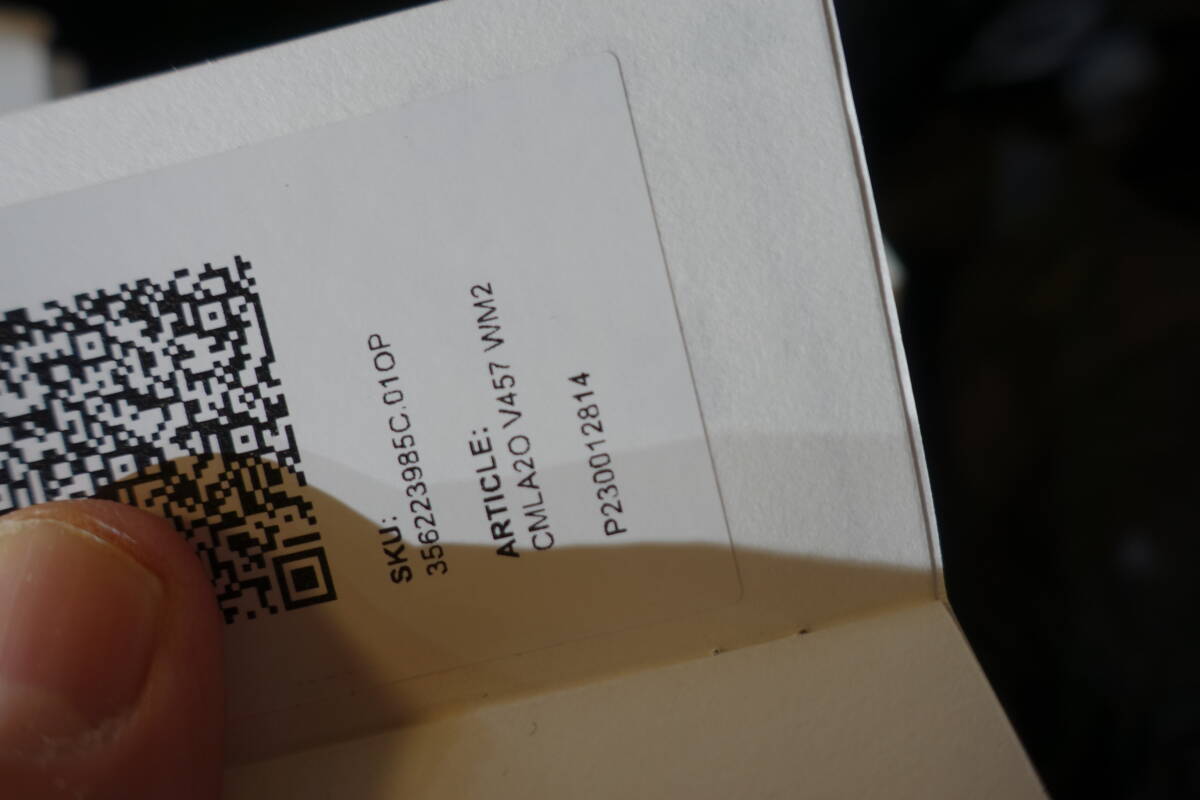 SKU:
356223985C.01OP
ARTICLE:
CMLA2O V457 WM2
P230012814